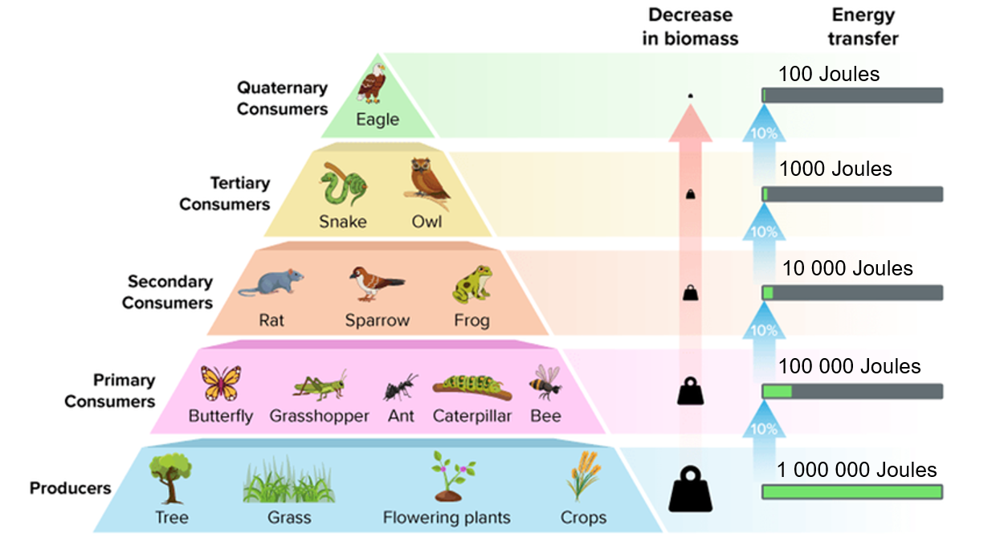 Decrease
in biomass
Energy
transfer
Quaternary
Consumers
Eagle
100 Joules
10%
Tertiary
Consumers
Snake
Owl
1000 Joules
10%
Secondary
Consumers
Rat
Sparrow
Frog
10 000 Joules
10%
Primary
Consumers
Butterfly
Grasshopper
Ant
Caterpillar
Bee
100 000 Joules
10%
Producers
Tree
Grass
Flowering plants
Crops
1 000 000 Joules